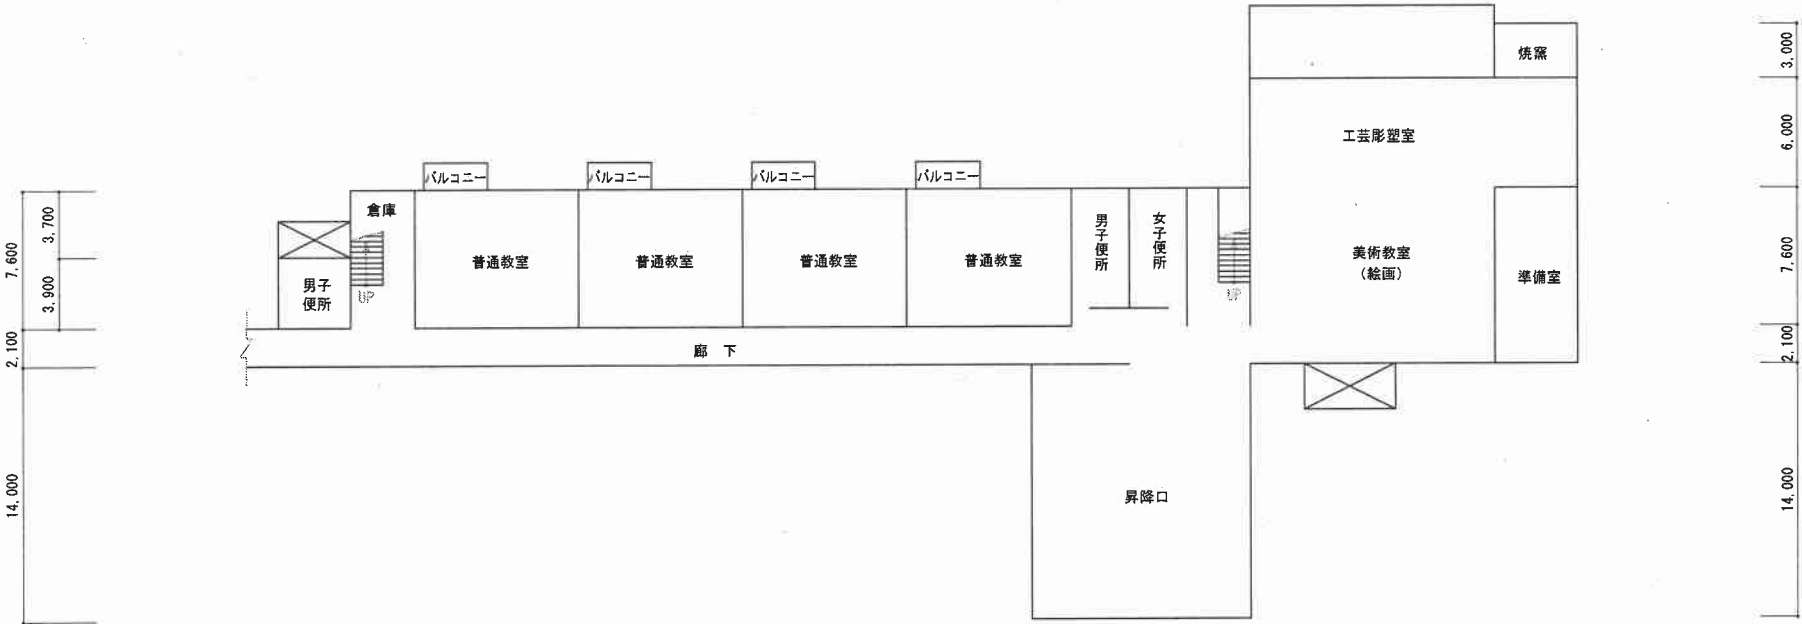 焼窯
3,000
工芸彫塑室
6,000
バルコニー
バルコニー
バルコニー
バルコニー
倉庫
3,700
7,600
3,900
男子
便所
UP
普通教室
普通教室
普通教室
普通教室
男子便所
女子便所
UP
美術教室
(絵画)
準備室
7,600
2,100
廊 下
2,100
14,000
昇降口
14,000